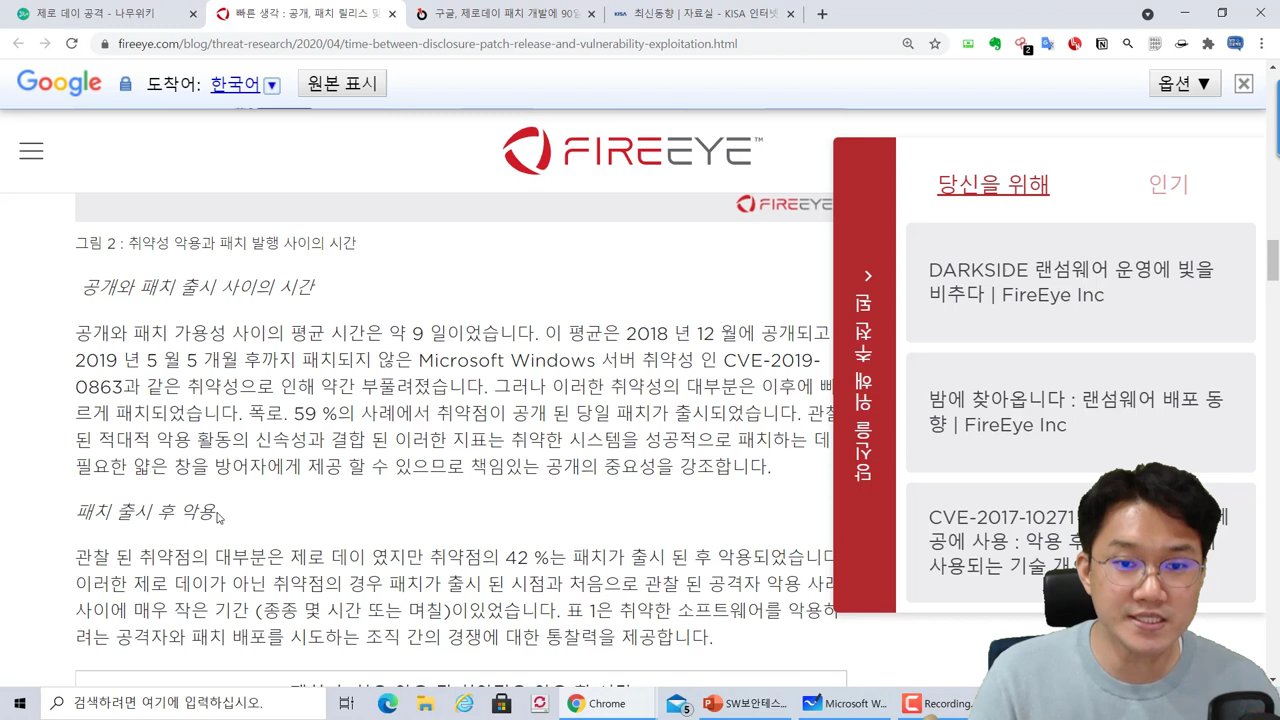 제로 데이 공격 - 나무위키
빠른 생각 : 공개, 패치 릴리스 및
구글, 제로데이 패치 개발에 90일
KISA 최신동향 | 자료실 - KISA 인터넷
fireeye.com/blog/threat-research/2020/04/time-between-disclosure-patch-release-and-vulnerability-exploitation.html
2
Google 도착어: 한국어 ▼ 원본 표시 옵션 ▼
FIREEYE™
FIREEYE
그림 2 : 취약성 악용과 패치 발행 사이의 시간
공개와 패치 출시 사이의 시간
공개와 패치 가용성 사이의 평균 시간은 약 9 일이었습니다. 이 평균은 2018 년 12 월에 공개되고
2019 년 5 월 5 개월 후까지 패치되지 않은 Microsoft Windows 서버 취약성 인 CVE-2019-
0863과 같은 취약성으로 인해 약간 부풀려졌습니다. 그러나 이러한 취약성의 대부분은 이후에 빠
르게 패치되었습니다. 폭로. 59 %의 사례에서 취약점이 공개 된 당일 패치가 출시되었습니다. 관찰
된 적대적 악용 활동의 신속성과 결합 된 이러한 지표는 취약한 시스템을 성공적으로 패치하는 데
필요한 얇은 창을 방어자에게 제공 할 수 있으므로 책임있는 공개의 중요성을 강조합니다.
패치 출시 후 악용
관찰 된 취약점의 대부분은 제로 데이 였지만 취약점의 42 %는 패치가 출시 된 후 악용되었습니다
이러한 제로 데이가 아닌 취약점의 경우 패치가 출시 된 시점과 처음으로 관찰 된 공격자 악용 사례
사이에 매우 작은 기간 (종종 몇 시간 또는 며칠)이있었습니다. 표 1은 취약한 소프트웨어를 악용하
려는 공격자와 패치 배포를 시도하는 조직 간의 경쟁에 대한 통찰력을 제공합니다.
당신을 위해 추천 된
당신을 위해 인기
DARKSIDE 랜섬웨어 운영에 빛을
비추다 | FireEye Inc
밤에 찾아옵니다 : 랜섬웨어 배포 동
향 | FireEye Inc
CVE-2017-10271
공에 사용 : 악용 후
사용되는 기술 개
검색하려면 여기에 입력하십시오.
Chrome
5
SW보안테스...
Microsoft W...
Recording...